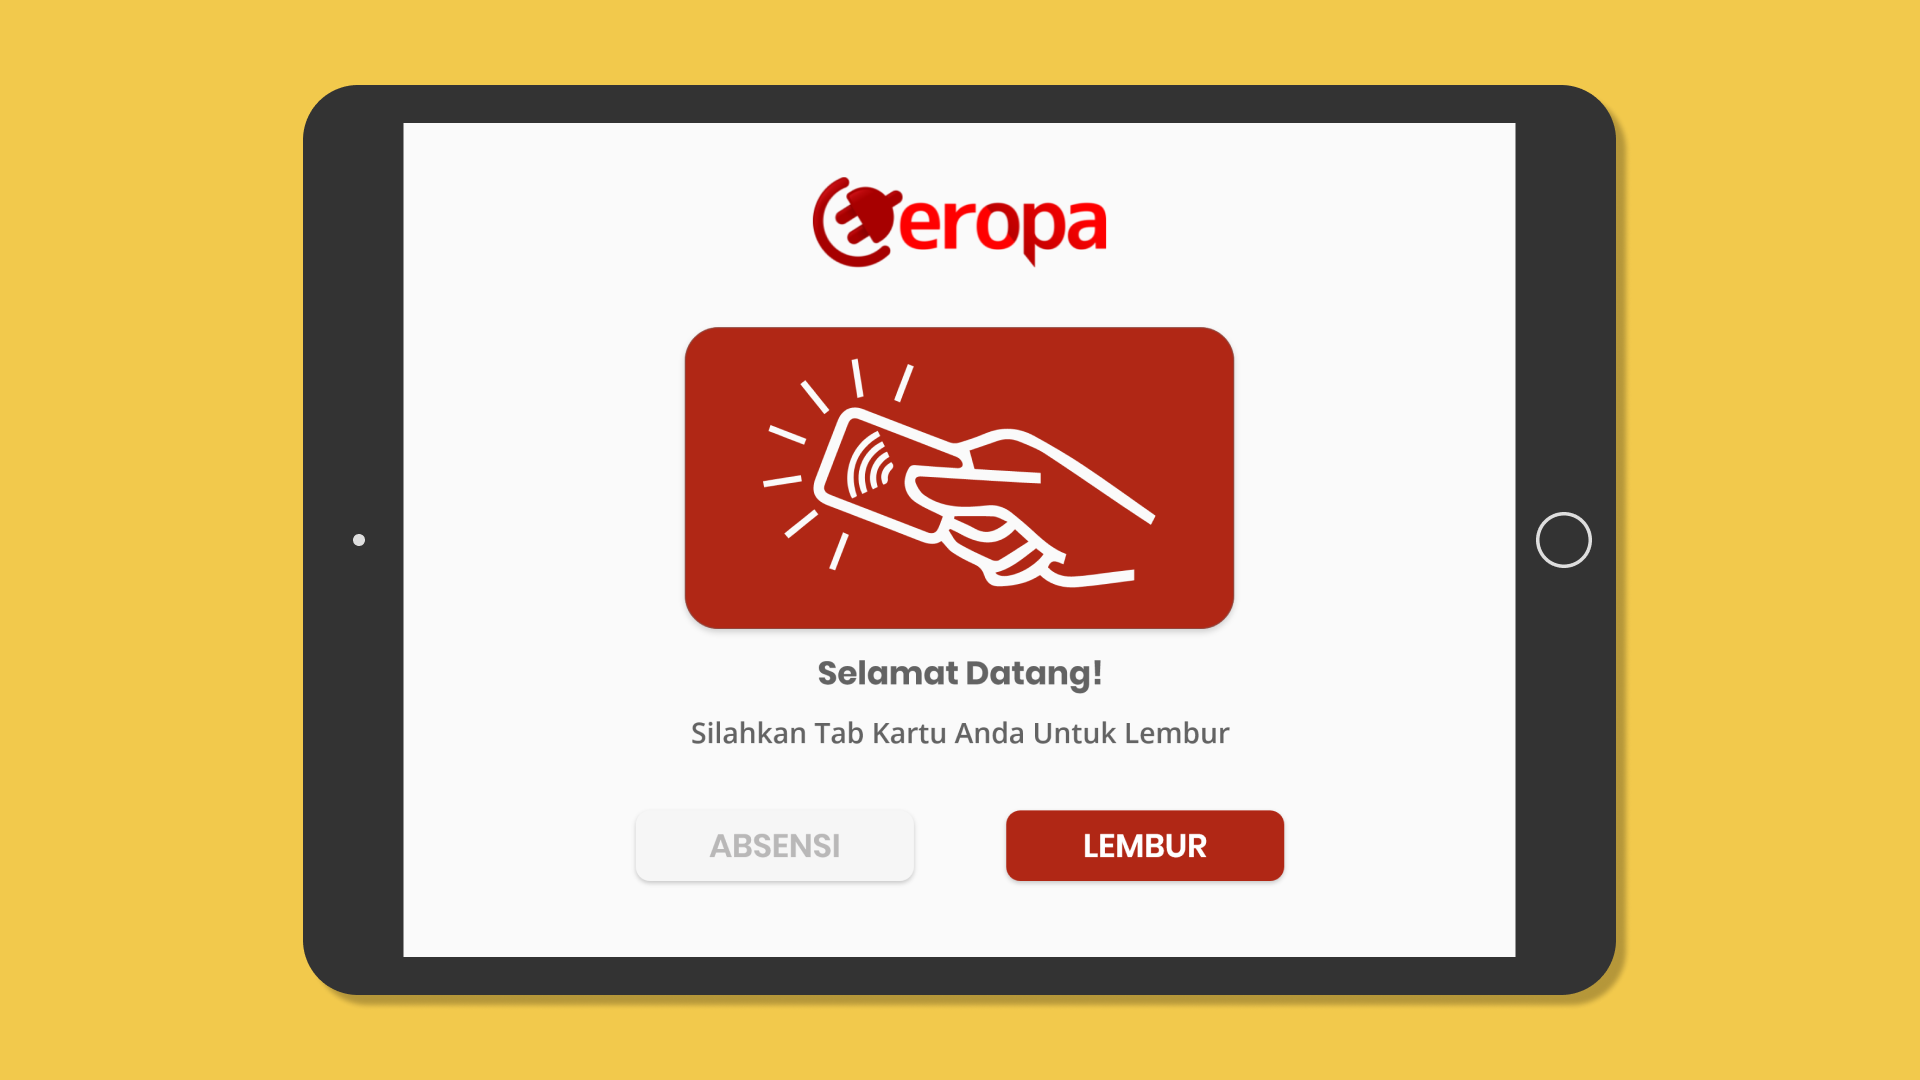 eropa
Selamat Datang!
Silahkan Tab Kartu Anda Untuk Lembur
ABSENSI
LEMBUR